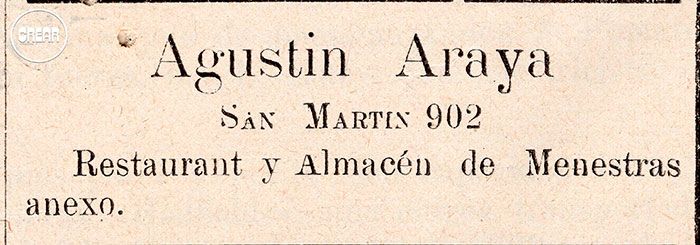 CREAR
Agustin Araya
SAN MARTIN 902
Restaurant y Almacén de Menestras
anexo.